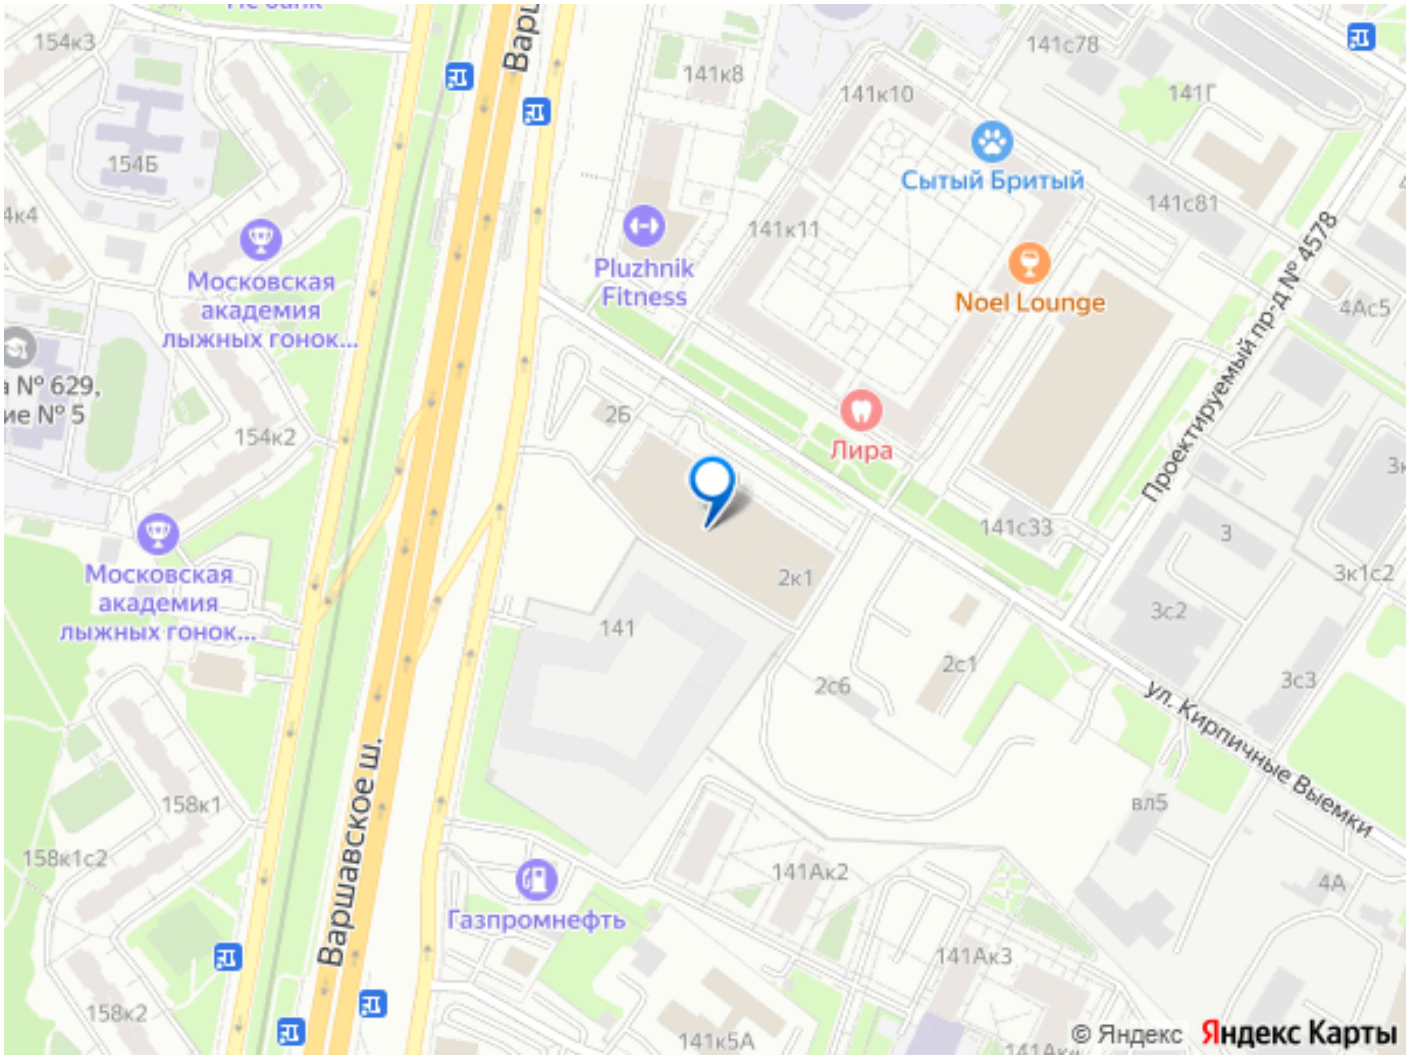 154к3
Варш
141к8
141с78
141к10
141Г
154Б
Сытый Бритый
141с81
4к4
141к11
Проектируемый пр-д № 4578
Московская
академия
лыжных гонок...
Pluzhnik
Fitness
Noel Lounge
4Ас5
а № 629,
ие № 5
2Б
154к2
Лира
3к
141с33
3
Московская
академия
лыжных гонок...
2к1
3к1с2
141
3с2
2с1
2с6
3с3
ул. Кирпичные Выемки
Варшавское ш.
158к1
вл5
158к1с2
141Ак2
4А
Газпромнефть
141Ак3
158к2
141к5А
© Яндекс
Яндекс Карты